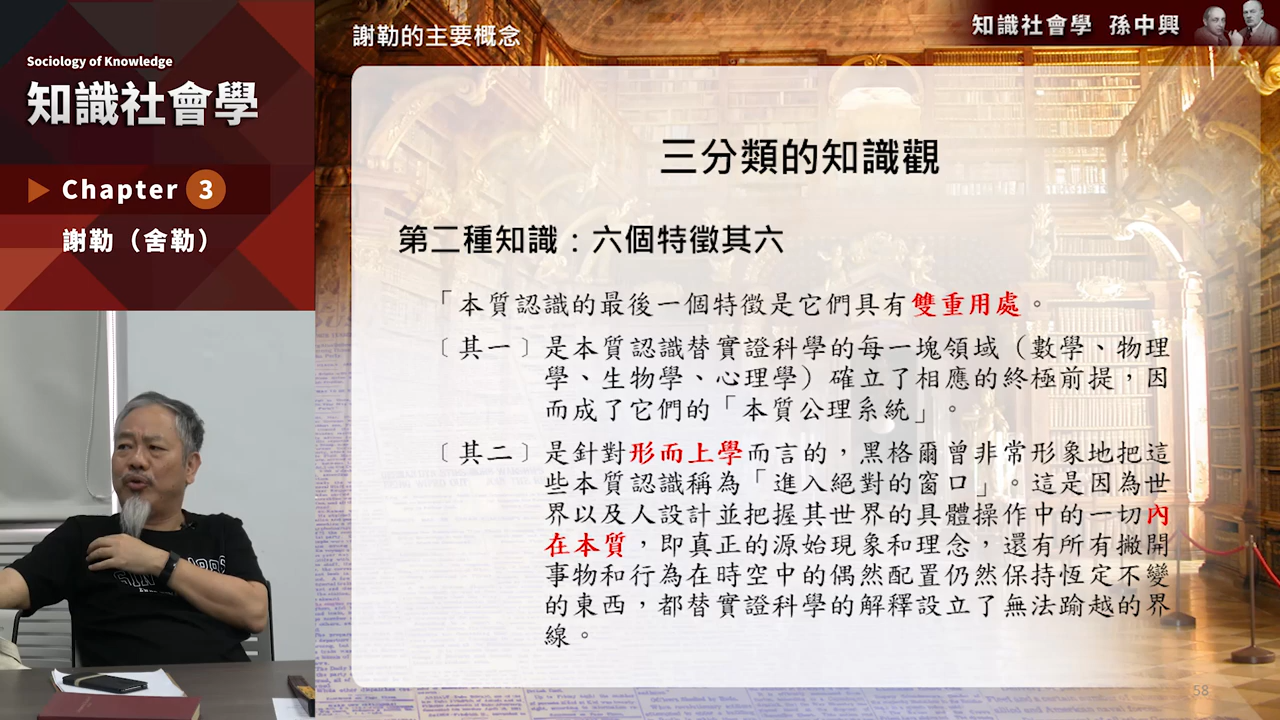 Sociology of Knowledge
知識社會學
Chapter 3
謝勒（舍勒）
謝勒的主要概念
知識社會學 孫中興
三分類的知識觀
第二種知識：六個特徵其六
「本質認識的最後一個特徵是它們具有雙重用處。
〔其一〕是本質認識替實證科學的每一塊領域（數學、物理
學、生物學、心理學）確立了相應的終極前提，因
而成了它們的「本質公理系統」。
〔其二〕是針對形而上學而言的，黑格爾曾非常形象地把這
些本質認識稱為「進入絕對的窗口」。這是因為世
界以及人設計並把握其世界的具體操作中的一切內
在本質，即真正的源始現象和理念，還有所有撇開
事物和行為在時空中的偶然配置仍然保持恆定不變
的東西，都替實證科學的解釋設立了無法踰越的界
線。
58